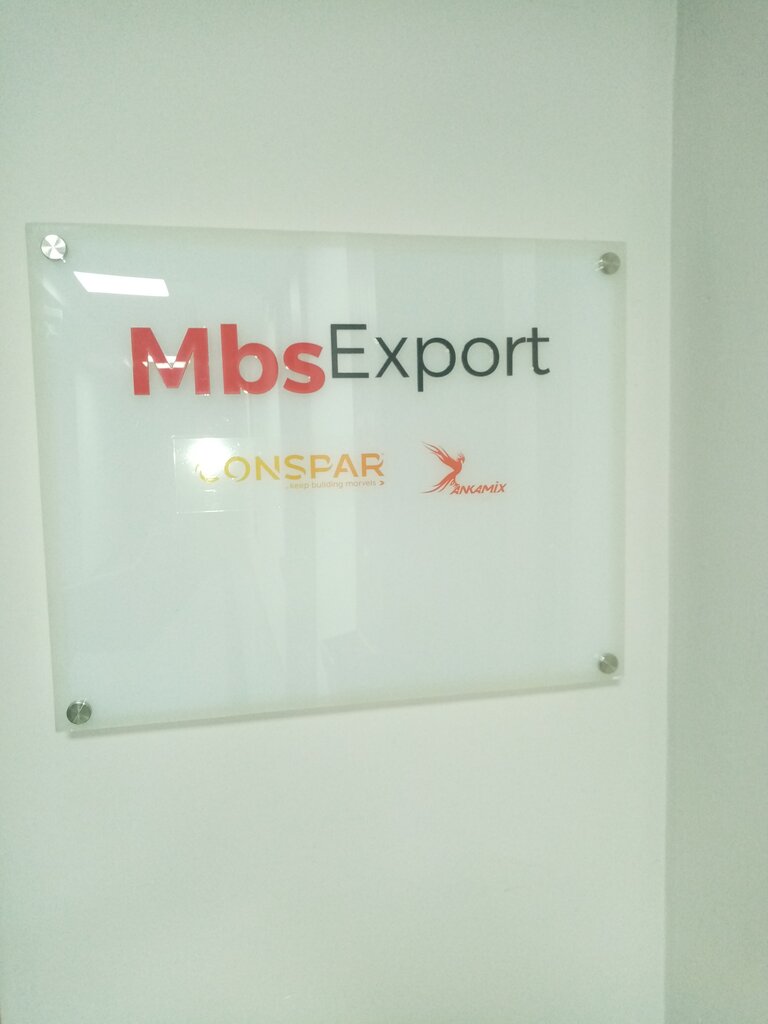 MbsExport
CONSPAR
...keep building marvels
ANKAMiX